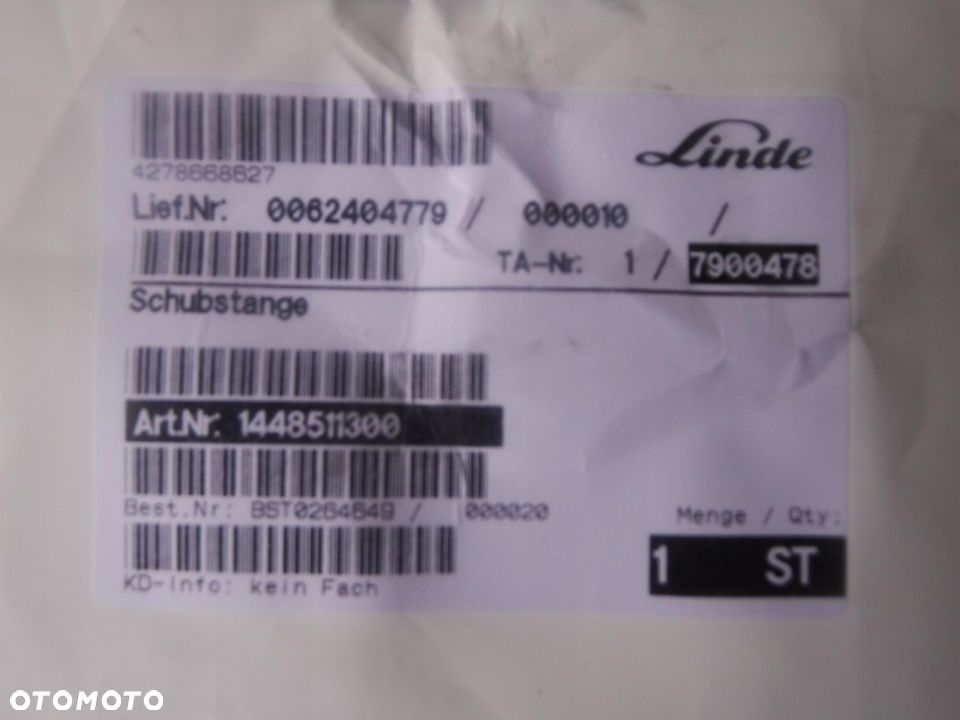 Linde
4278668627
Lief.Nr: 0062404779 / 000010 /
TA-Nr: 1 / 7900478
Schubstange
Art.Nr: 1448511300
Best.Nr: BST0264649 / 000020
Menge / Qty:
1 ST
KD-Info: kein Fach
OTOMOTO